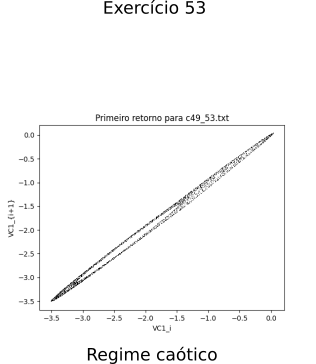 Exercício 53
Primeiro retorno para c49_53.txt
0.0
−0.5
−1.0
−1.5
−2.0
−2.5
−3.0
−3.5
VC1_{i+1}
−3.5 −3.0 −2.5 −2.0 −1.5 −1.0 −0.5 0.0
VC1_i
Regime caótico